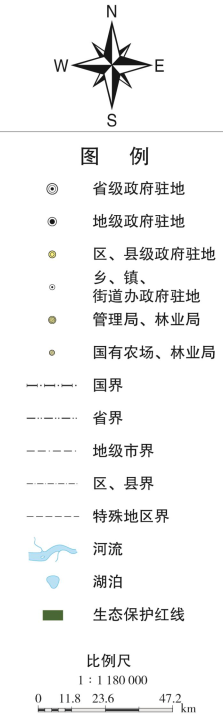 N
W E
S
图 例
省级政府驻地
地级政府驻地
区、县级政府驻地
乡、镇、
街道办政府驻地
管理局、林业局
国有农场、林业局
国界
省界
地级市界
区、县界
特殊地区界
河流
湖泊
生态保护红线
比例尺
1：1 180 000
0 11.8 23.6 47.2
km